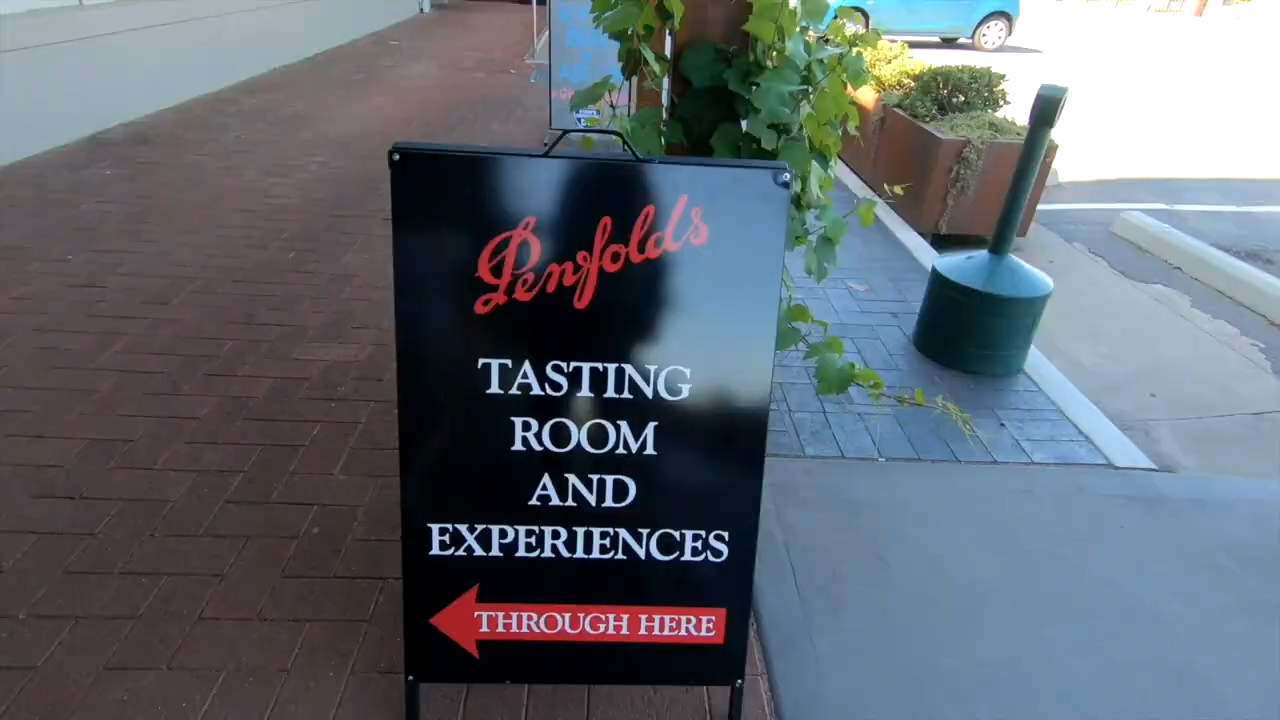 Penfolds
TASTING
ROOM
AND
EXPERIENCES
THROUGH HERE